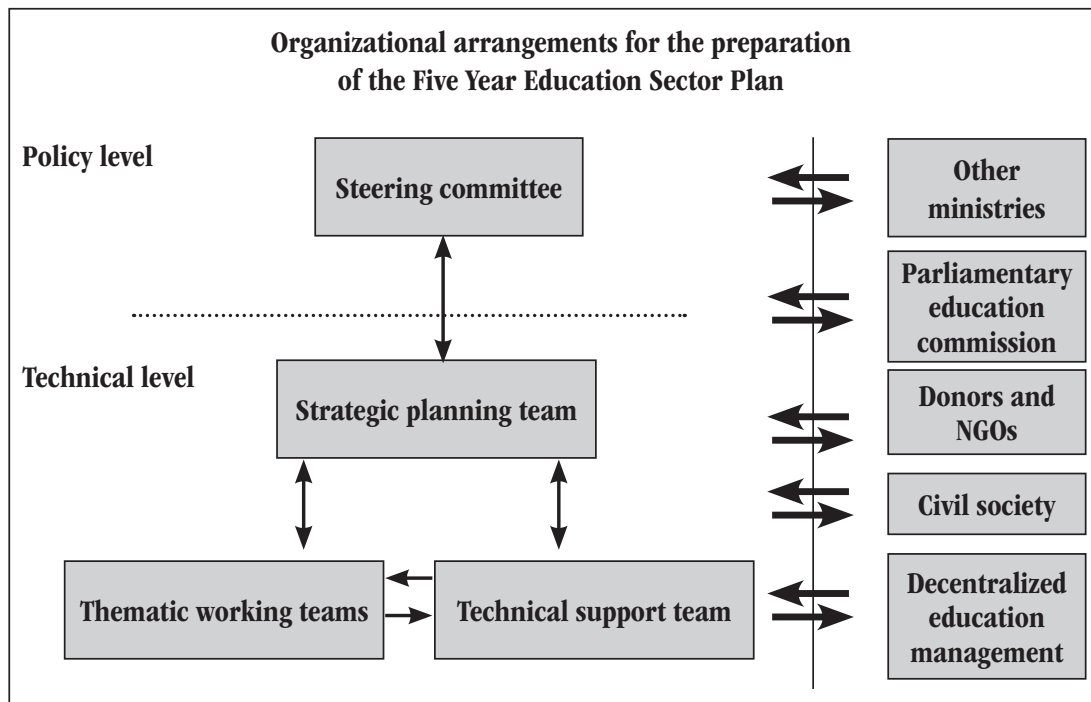 Organizational arrangements for the preparation
of the Five Year Education Sector Plan
Policy level
Steering committee
Other
ministries
Parliamentary
education
commission
Technical level
Strategic planning team
Donors and
NGOs
Civil society
Thematic working teams
Technical support team
Decentralized
education
management